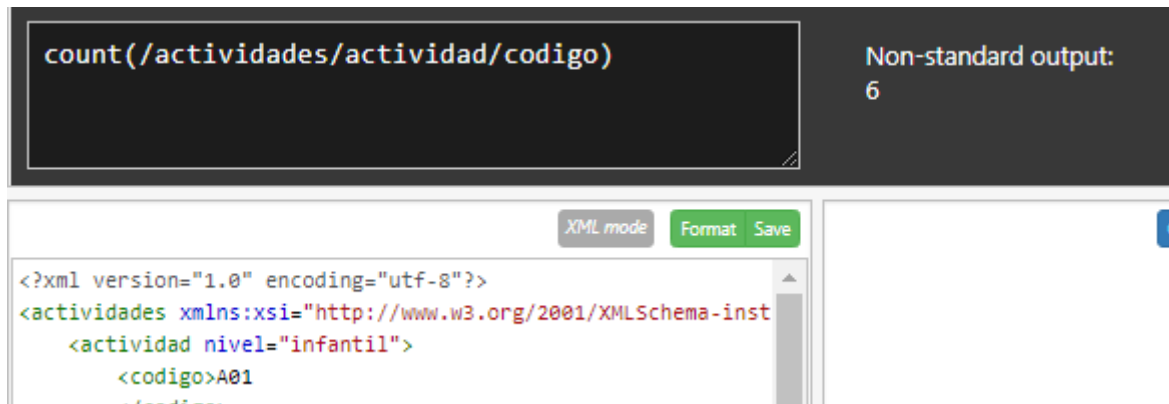 count(/actividades/actividad/codigo)
Non-standard output:
6
XML mode
Format
Save
<?xml version="1.0" encoding="utf-8"?>
<actividades xmlns:xsi="http://www.w3.org/2001/XMLSchema-inst
<actividad nivel="infantil">
<codigo>A01